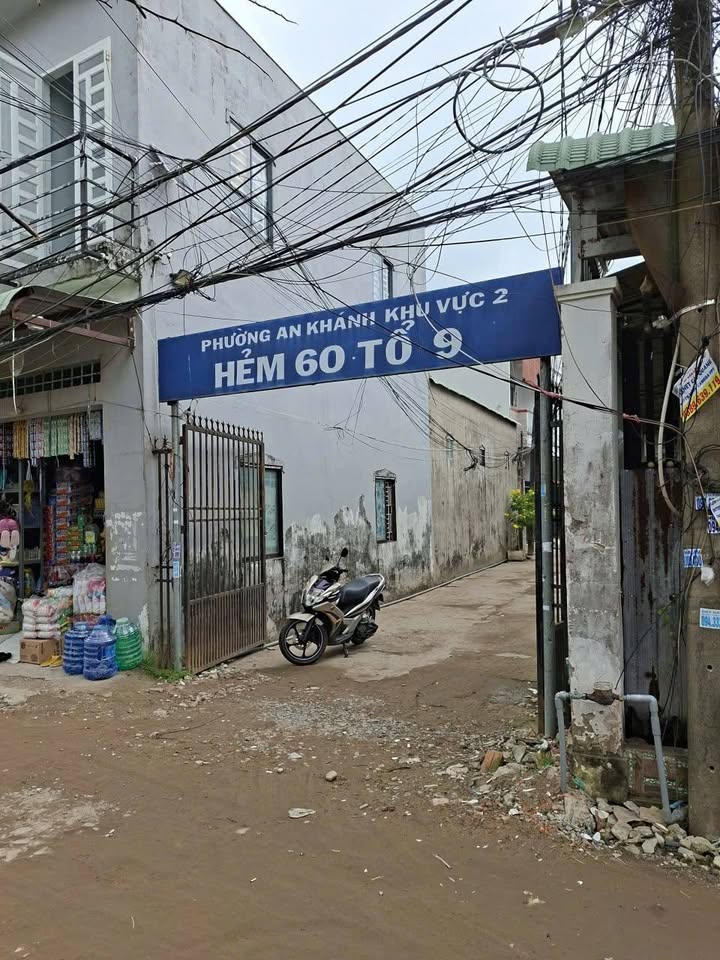 PHƯỜNG AN KHÁNH KHU VỰC 2
HẺM 60 TỔ 9